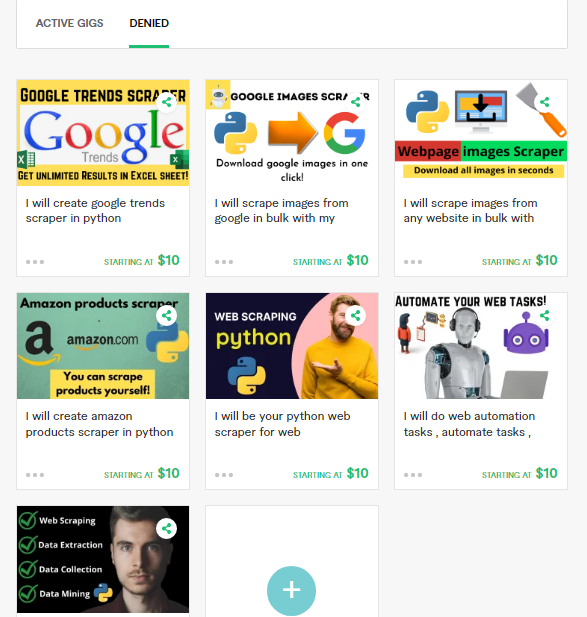 ACTIVE GIGS
DENIED
GOOGLE TRENDS SCRAPER
Google
Trends
GET UNLIMITED RESULTS IN EXCEL SHEET!
I will create google trends
scraper in python
STARTING AT $10
GOOGLE IMAGES SCRAPER
Download google images in one
click!
I will scrape images from
google in bulk with my
STARTING AT $10
Webpage images Scraper
Download all images in seconds
I will scrape images from
any website in bulk with
STARTING AT $10
Amazon products scraper
a
amazon.com
You can scrape
products yourself!
I will create amazon
products scraper in python
STARTING AT $10
WEB SCRAPING
python
I will be your python web
scraper for web
STARTING AT $10
AUTOMATE YOUR WEB TASKS!
I will do web automation
tasks , automate tasks ,
STARTING AT $10
Web Scraping
Data Extraction
Data Collection
Data Mining